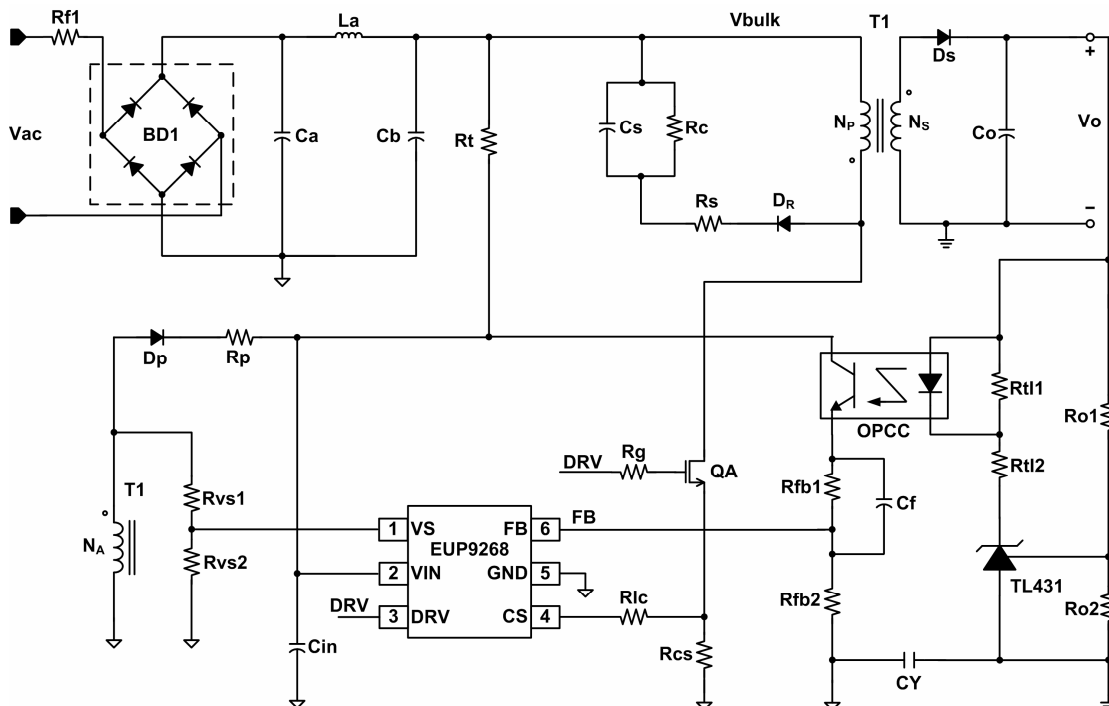 Rf1
La
Vbulk
T1
Ds
+
Vac
BD1
Ca
Cb
Rt
Cs
Rc
NP
NS
Co
Vo
Rs
DR
−
Dp
Rp
OPCC
Rtl1
Ro1
DRV
Rg
QA
Rtl2
T1
Rvs1
Rfb1
Cf
NA
Rvs2
1
VS
FB
6
FB
EUP9268
2
VIN
GND
5
TL431
DRV
3
DRV
CS
4
Rlc
Rfb2
Ro2
Cin
Rcs
CY